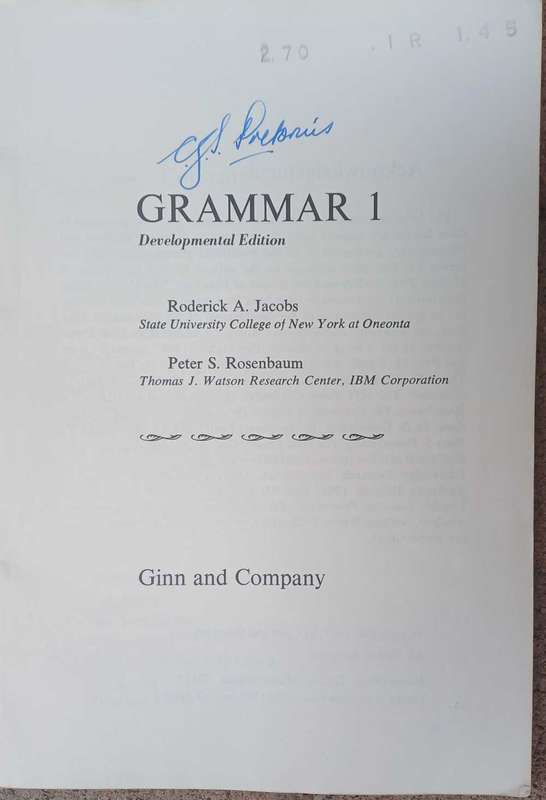 2.70 . I R 1.45
C.J.S. Pretorius
GRAMMAR 1
Developmental Edition
Roderick A. Jacobs
State University College of New York at Oneonta
Peter S. Rosenbaum
Thomas J. Watson Research Center, IBM Corporation
Ginn and Company